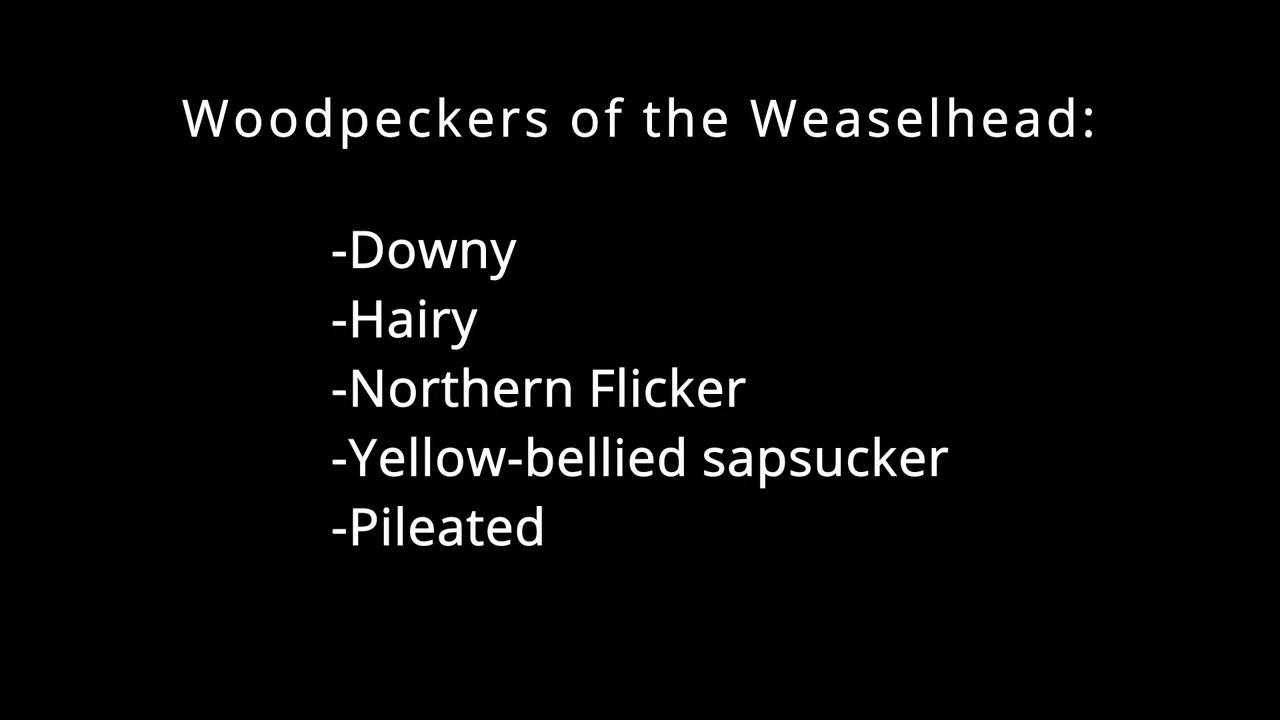 Woodpeckers of the Weaselhead:
-Downy
-Hairy
-Northern Flicker
-Yellow-bellied sapsucker
-Pileated